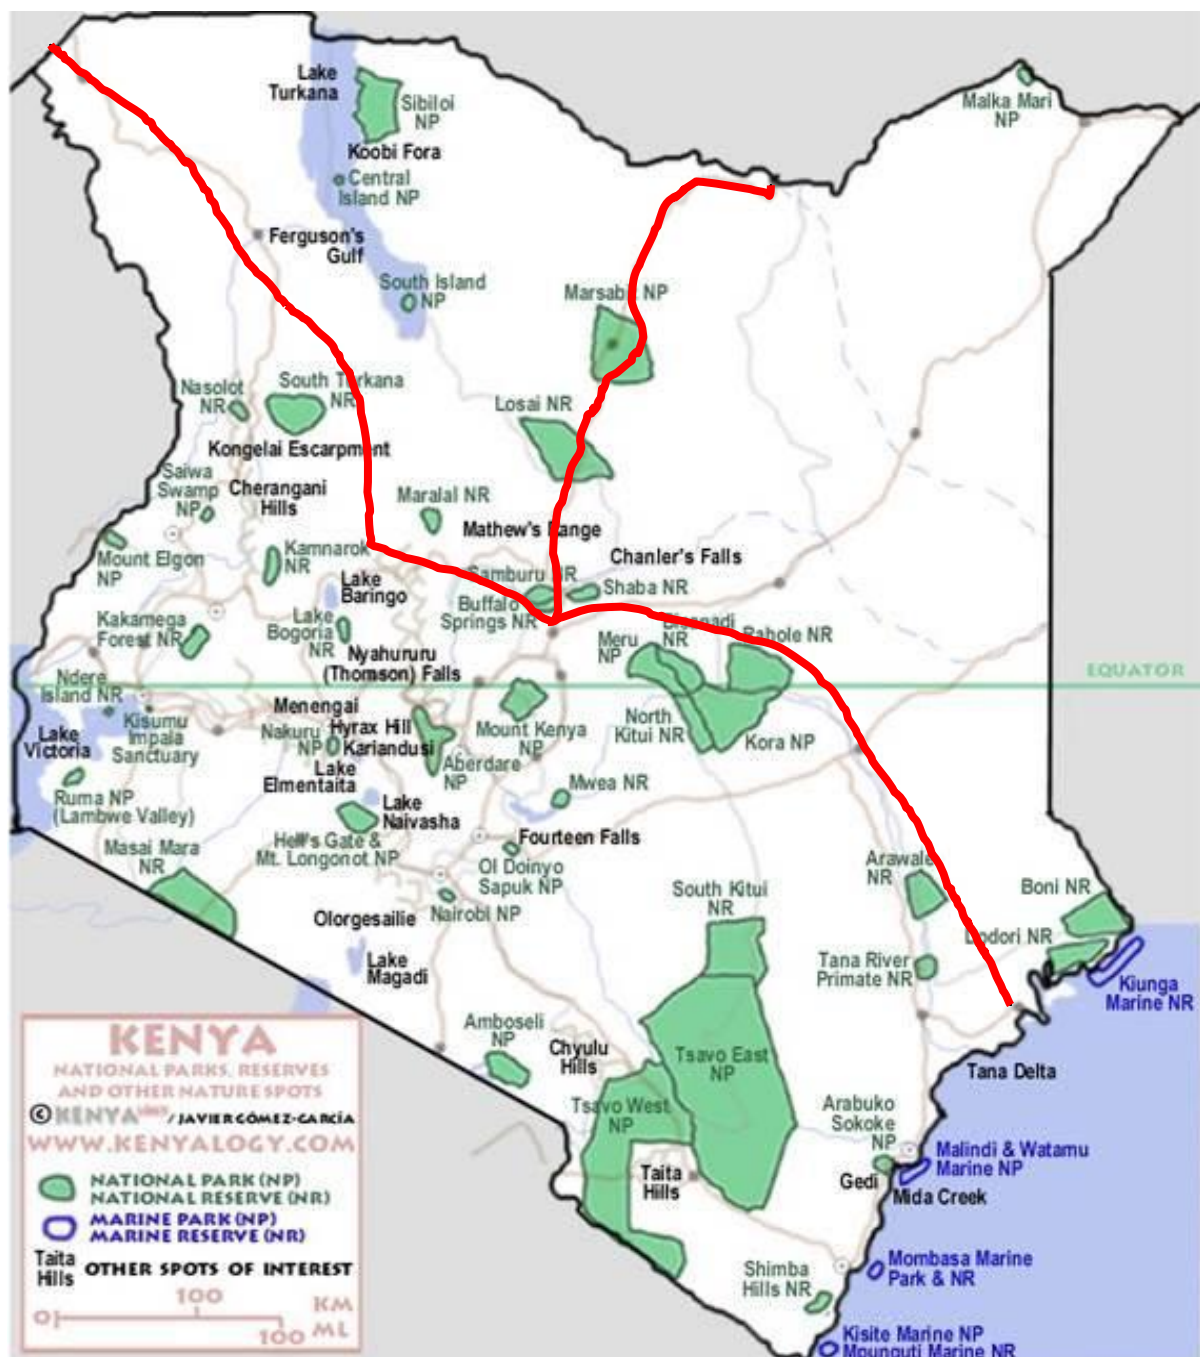 Lake
Turkana
Sibiloi
NP
Koobi Fora
Central
Island NP
Malka Mari
NP
Ferguson's
Gulf
South Island
NP
Marsabit NP
Nasolot
NR
South Turkana
NR
Losai NR
Kongelai Escarpment
Saiwa
Swamp
NP
Cherangani
Hills
Maralal NR
Mathew's Range
Mount Elgon
NP
Kamnarok
NR
Chanler's Falls
Lake
Baringo
Samburu NR
Shaba NR
Buffalo
Springs NR
Kakamega
Forest NR
Lake
Bogoria
NR
Bisanadi
NR
Rahole NR
Meru
NP
Nyahururu
(Thomson) Falls
EQUATOR
Ndere
Island NR
Menengai
Kisumu
Impala
Sanctuary
Nakuru
NP
Hyrax Hill
Kariandusi
Mount Kenya
NP
North
Kitui NR
Kora NP
Lake
Victoria
Lake
Elmentaita
Aberdare
NP
Mwea NR
Ruma NP
(Lambwe Valley)
Lake
Naivasha
Masai Mara
NR
Hell's Gate &
Mt. Longonot NP
Fourteen Falls
Ol Doinyo
Sapuk NP
Arawale
NR
South Kitui
NR
Boni NR
Olorgesailie
Nairobi NP
Dodori NR
Lake
Magadi
Tana River
Primate NR
Kiunga
Marine NR
Amboseli
NP
Chyulu
Hills
Tsavo East
NP
Tana Delta
Tsavo West
NP
Arabuko
Sokoke
NP
Malindi & Watamu
Marine NP
Taita
Hills
Gedi
Mida Creek
Shimba
Hills NR
Mombasa Marine
Park & NR
Kisite Marine NP
Mpunguti Marine NR
KENYA
NATIONAL PARKS, RESERVES
AND OTHER NATURE SPOTS
© KENYA / JAVIER GÓMEZ-GARCÍA
WWW.KENYALOGY.COM
NATIONAL PARK (NP)
NATIONAL RESERVE (NR)
MARINE PARK (NP)
MARINE RESERVE (NR)
Taita
Hills OTHER SPOTS OF INTEREST
100
0 KM
100 ML